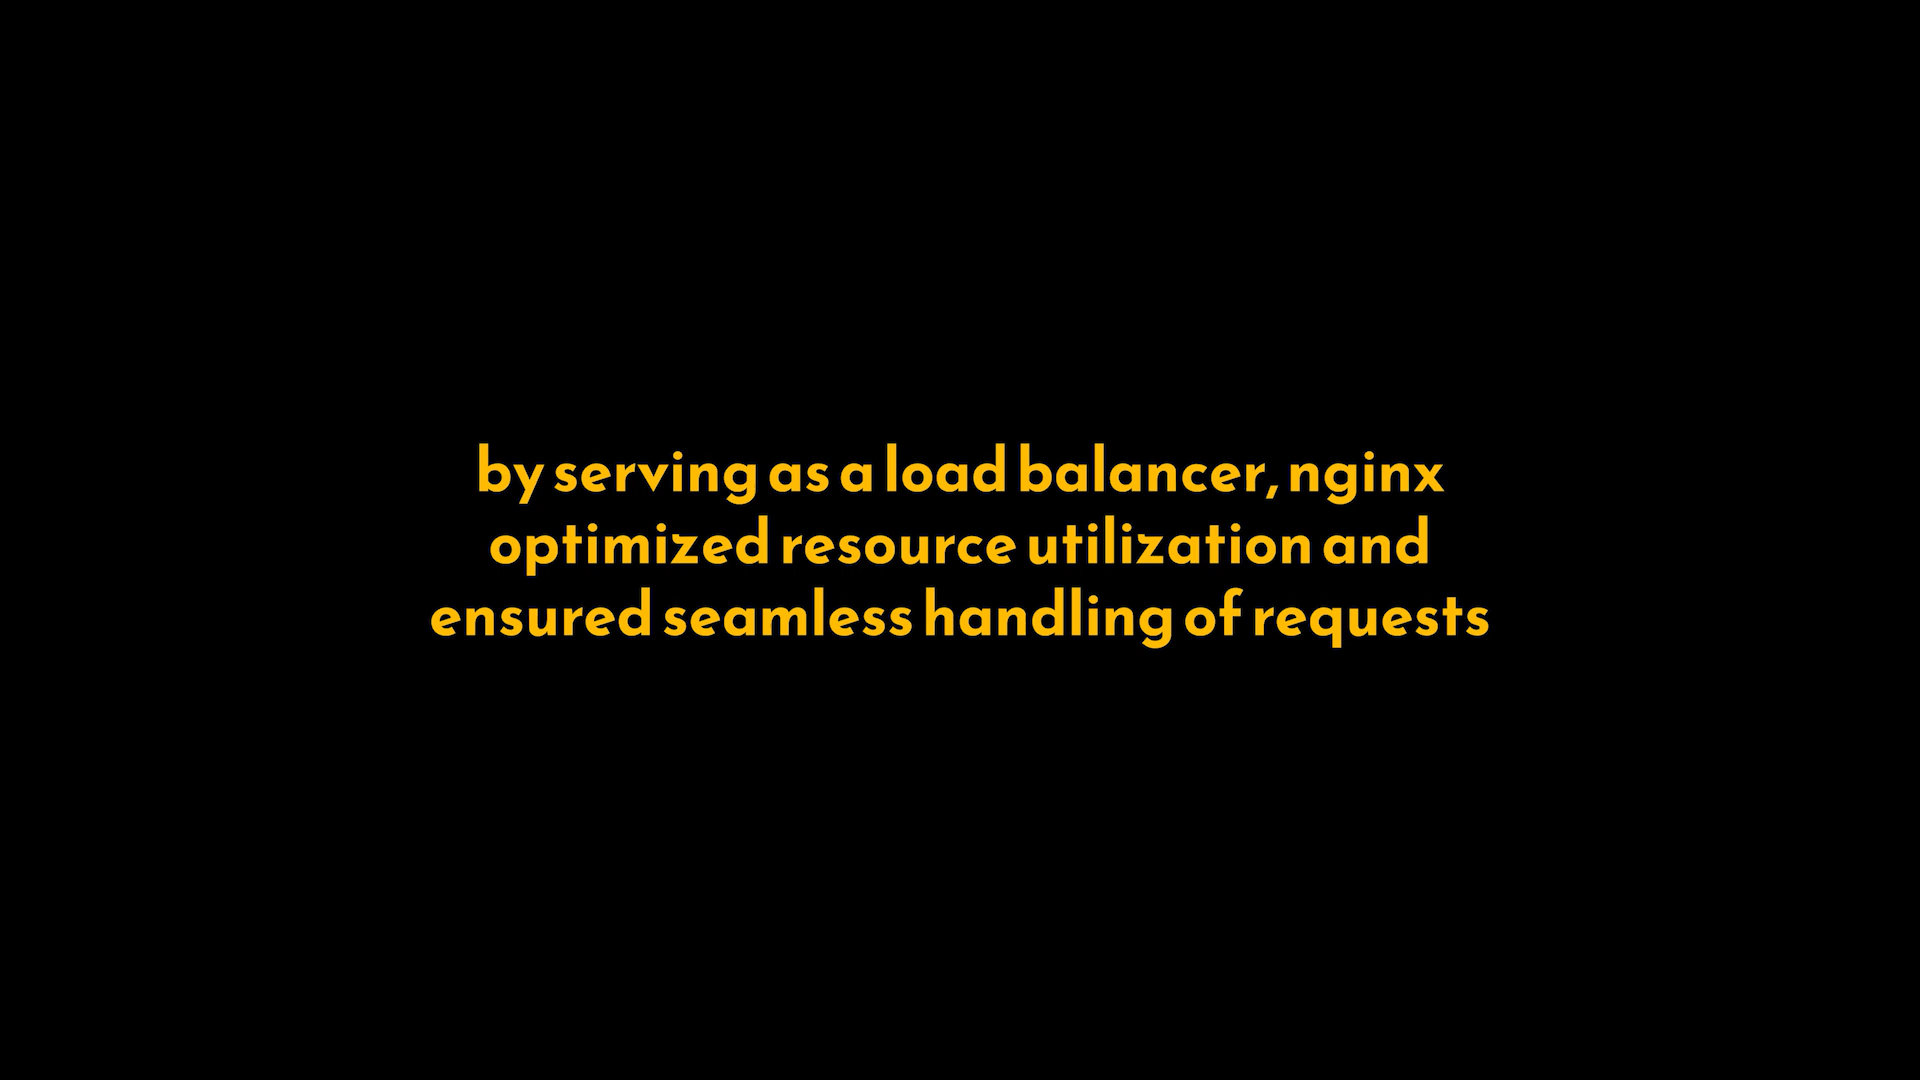 by serving as a load balancer, nginx
optimized resource utilization and
ensured seamless handling of requests